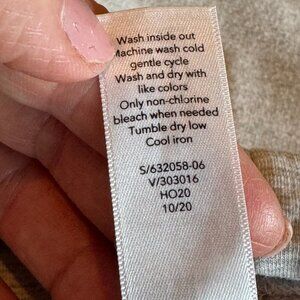 Wash inside out
Machine wash cold
gentle cycle
Wash and dry with
like colors
Only non-chlorine
bleach when needed
Tumble dry low
Cool iron
S/632058-06
V/303016
HO20
10/20